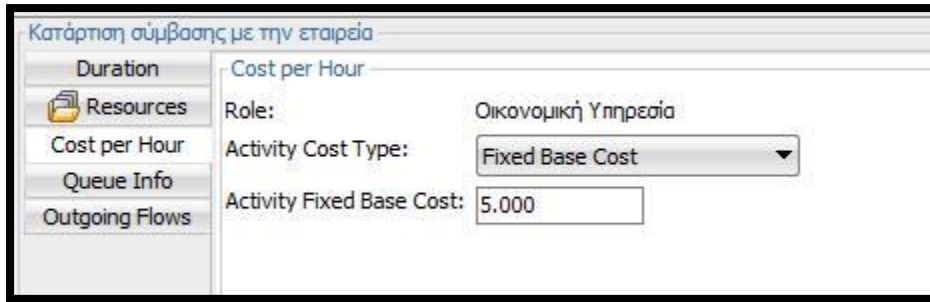 Κατάρτιση σύμβασης με την εταιρεία
Duration
Resources
Cost per Hour
Queue Info
Outgoing Flows
Cost per Hour
Role: Οικονομική Υπηρεσία
Activity Cost Type: Fixed Base Cost
Activity Fixed Base Cost: 5.000